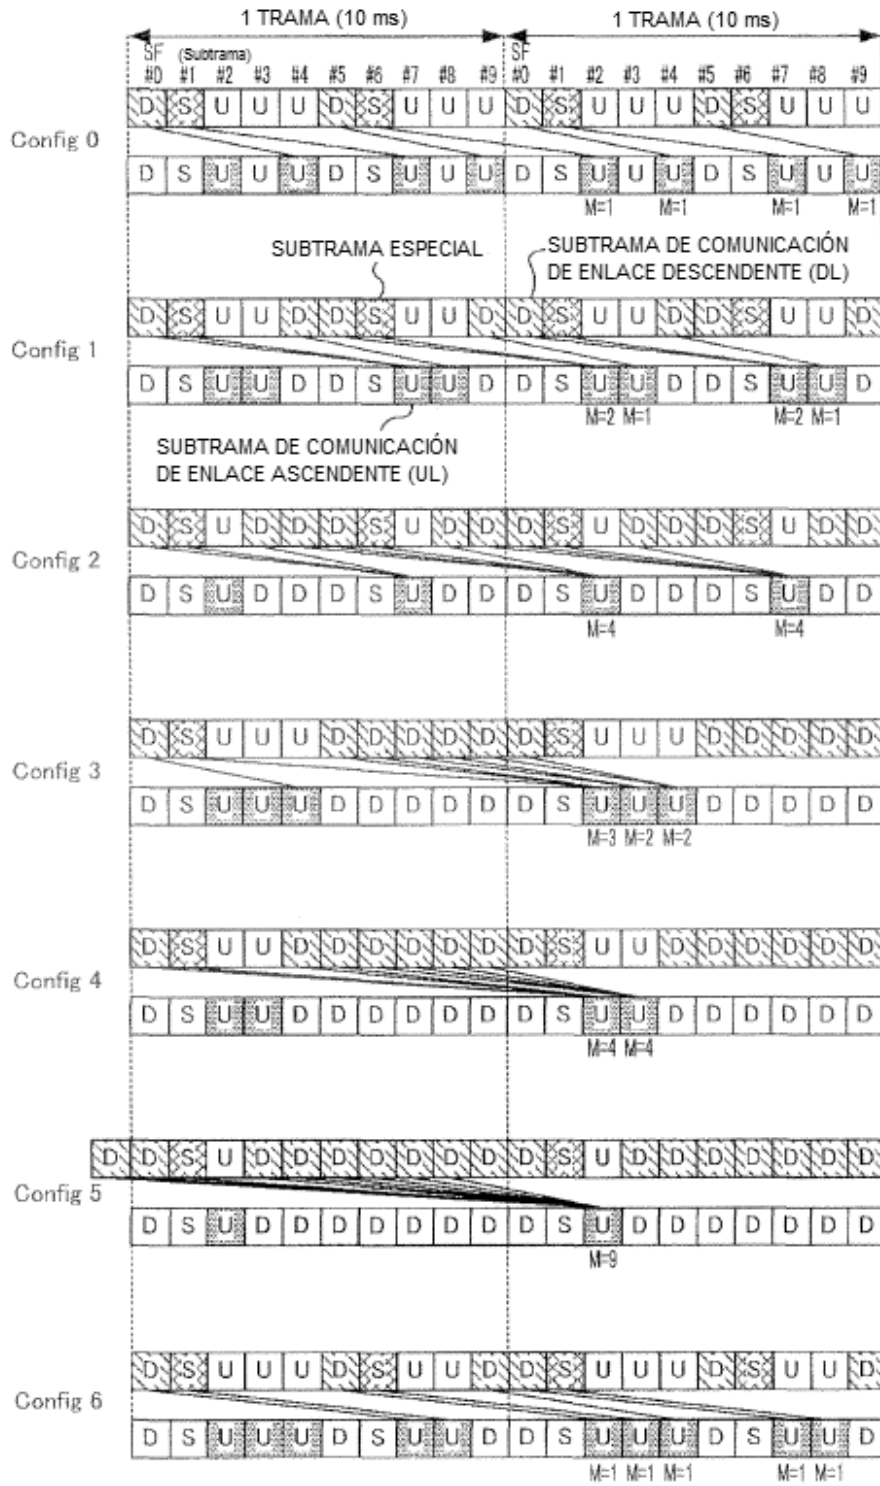 1 TRAMA (10 ms) 1 TRAMA (10 ms)
SF (Subtrama) SF
#0 #1 #2 #3 #4 #5 #6 #7 #8 #9 #0 #1 #2 #3 #4 #5 #6 #7 #8 #9
D S U U U D S U U U D S U U U D S U U U
Config 0
D S U U U D S U U U D S U U U D S U U U
M=1 M=1 M=1 M=1
SUBTRAMA ESPECIAL
SUBTRAMA DE COMUNICACIÓN
DE ENLACE DESCENDENTE (DL)
D S U U D D S U U D D S U U D D S U U D
Config 1
D S U U D D S U U D D S U U D D S U U D
M=2 M=1 M=2 M=1
SUBTRAMA DE COMUNICACIÓN
DE ENLACE ASCENDENTE (UL)
D S U D D D S U D D D S U D D D S U D D
Config 2
D S U D D D S U D D D S U D D D S U D D
M=4 M=4
D S U U U D D D D D D S U U U D D D D D
Config 3
D S U U U D D D D D D S U U U D D D D D
M=3 M=2 M=2
D S U U D D D D D D D S U U D D D D D D
Config 4
D S U U D D D D D D D S U U D D D D D D
M=4 M=4
D D S U D D D D D D D D S U D D D D D D D
Config 5
D S U D D D D D D D D S U D D D D D D D
M=9
D S U U U D S U U D D S U U U D S U U D
Config 6
D S U U U D S U U D D S U U U D S U U D
M=1 M=1 M=1 M=1 M=1